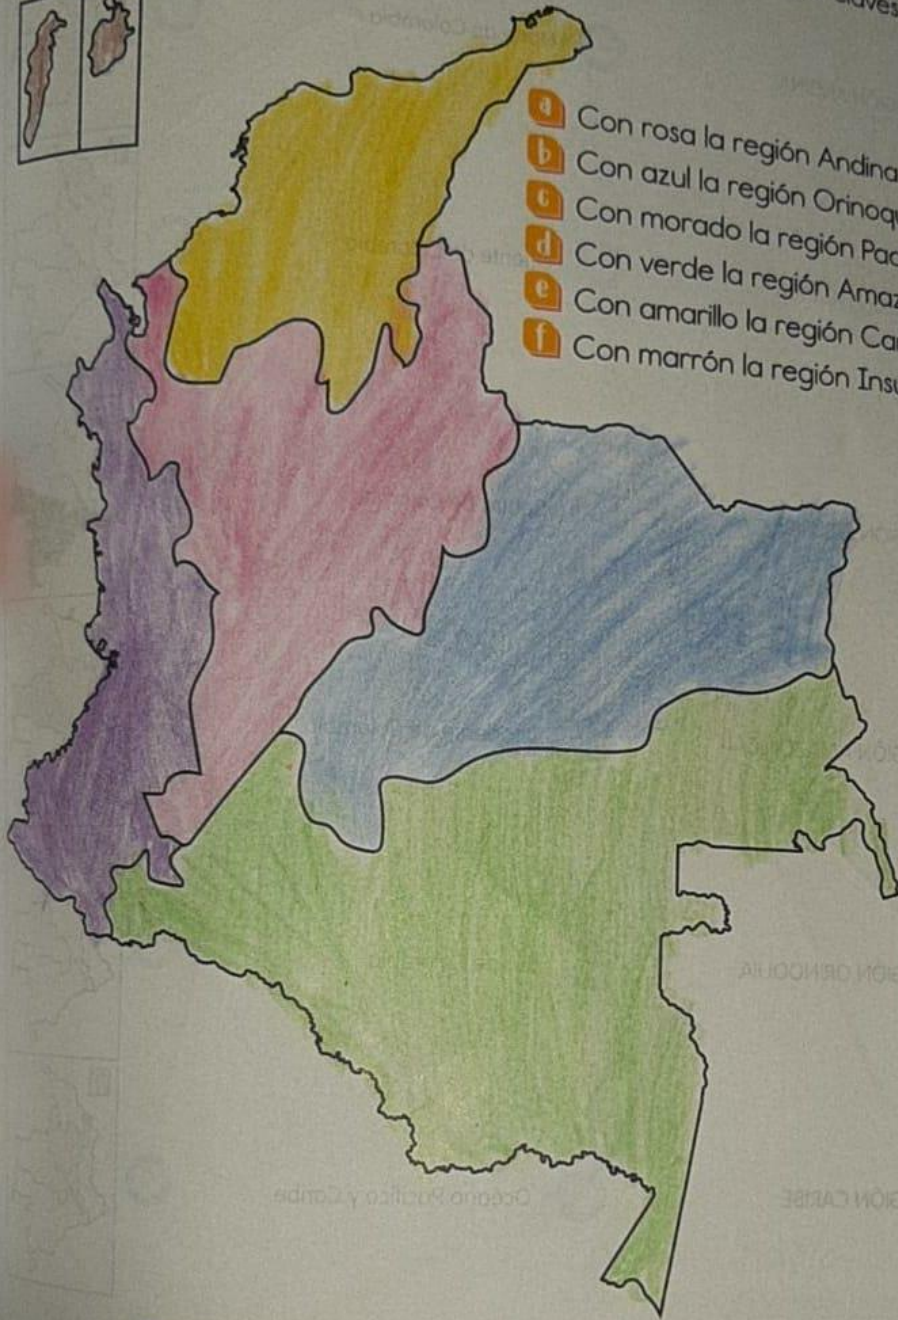 a Con rosa la región Andina
b Con azul la región Orinoq
c Con morado la región Pac
d Con verde la región Amaz
e Con amarillo la región Ca
f Con marrón la región Ins